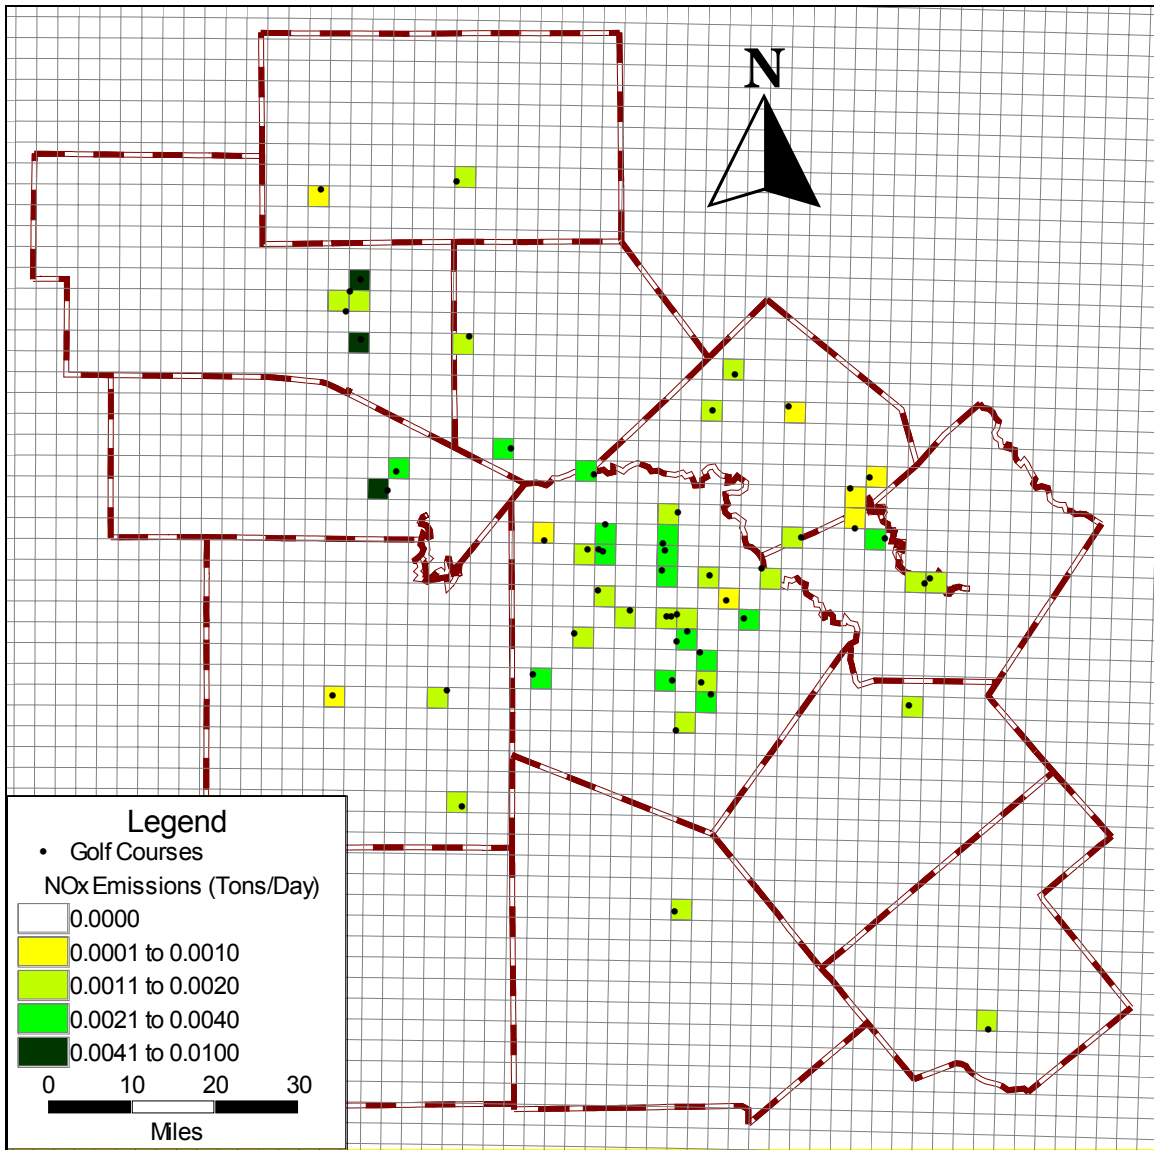 N
Legend
Golf Courses
NOx Emissions (Tons/Day)
0.0000
0.0001 to 0.0010
0.0011 to 0.0020
0.0021 to 0.0040
0.0041 to 0.0100
0 10 20 30
Miles